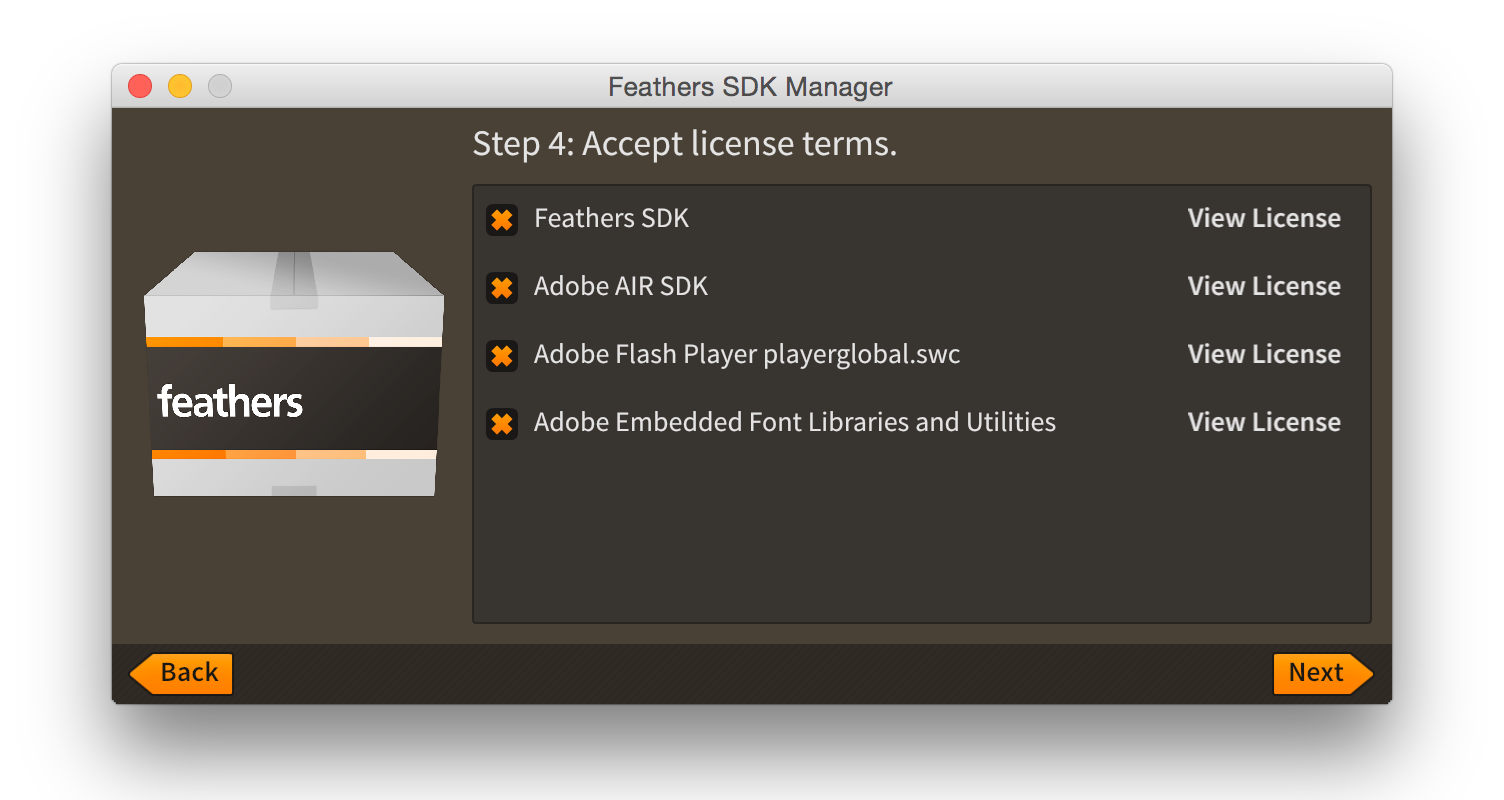 Feathers SDK Manager
Step 4: Accept license terms.
Feathers SDK View License
Adobe AIR SDK View License
Adobe Flash Player playerglobal.swc View License
Adobe Embedded Font Libraries and Utilities View License
feathers
Back Next